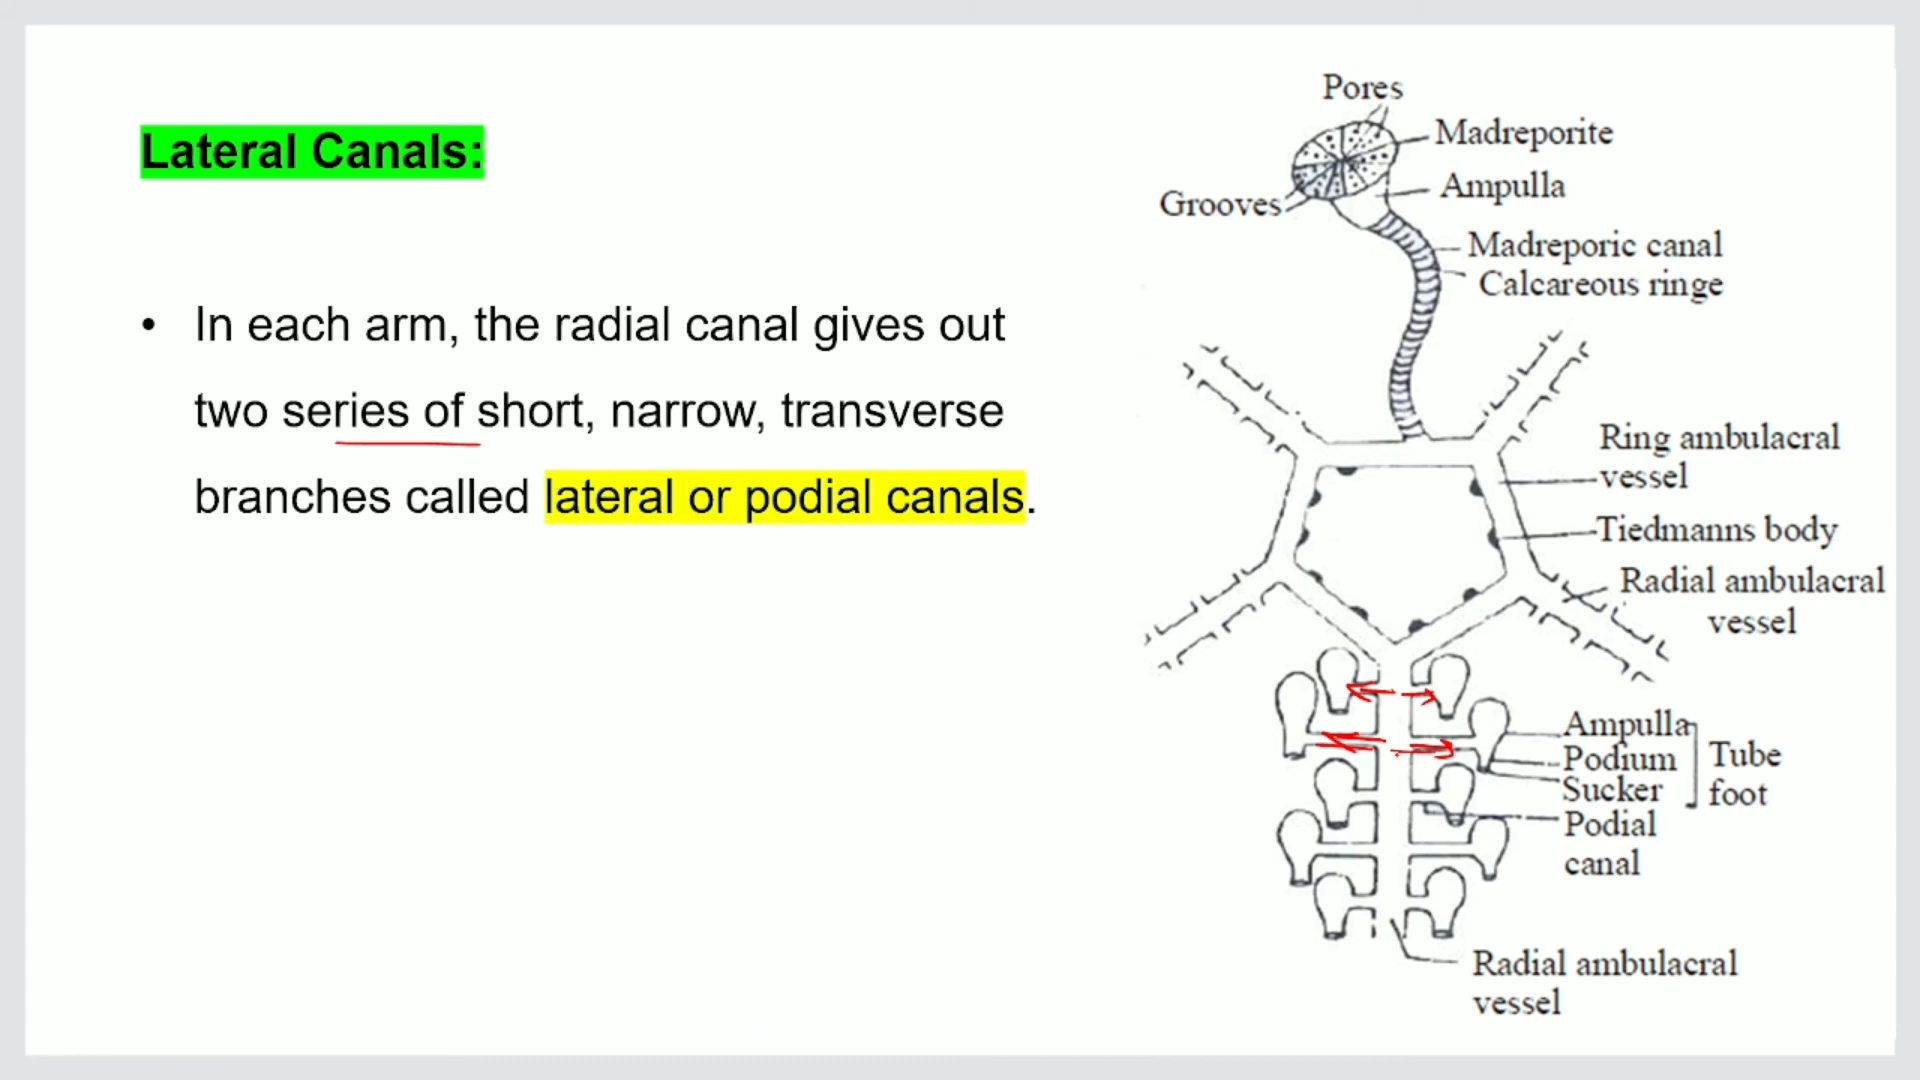 Lateral Canals:
• In each arm, the radial canal gives out
two series of short, narrow, transverse
branches called lateral or podial canals.
Pores
Madreporite
Ampulla
Grooves
Madreporic canal
Calcareous ringe
Ring ambulacral
vessel
Tiedmanns body
Radial ambulacral
vessel
Ampulla
Podium
Sucker
Tube
foot
Podial
canal
Radial ambulacral
vessel